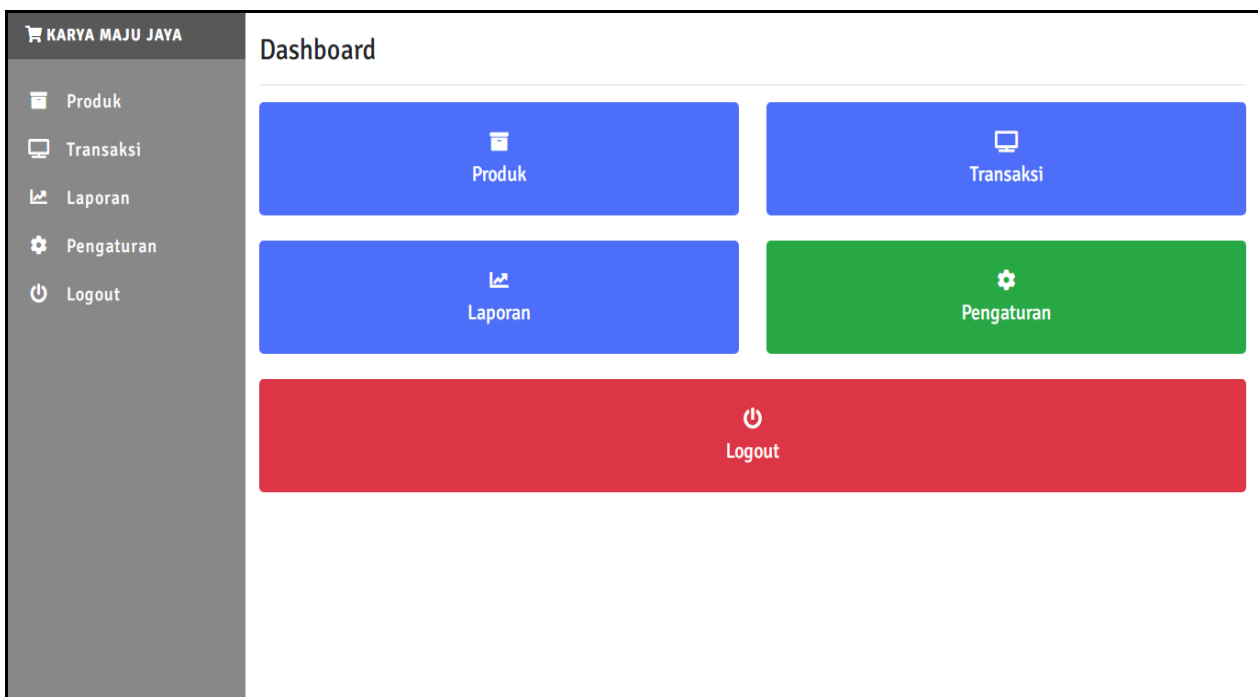 KARYA MAJU JAYA
Produk
Transaksi
Laporan
Pengaturan
Logout
Dashboard
Produk
Transaksi
Laporan
Pengaturan
Logout